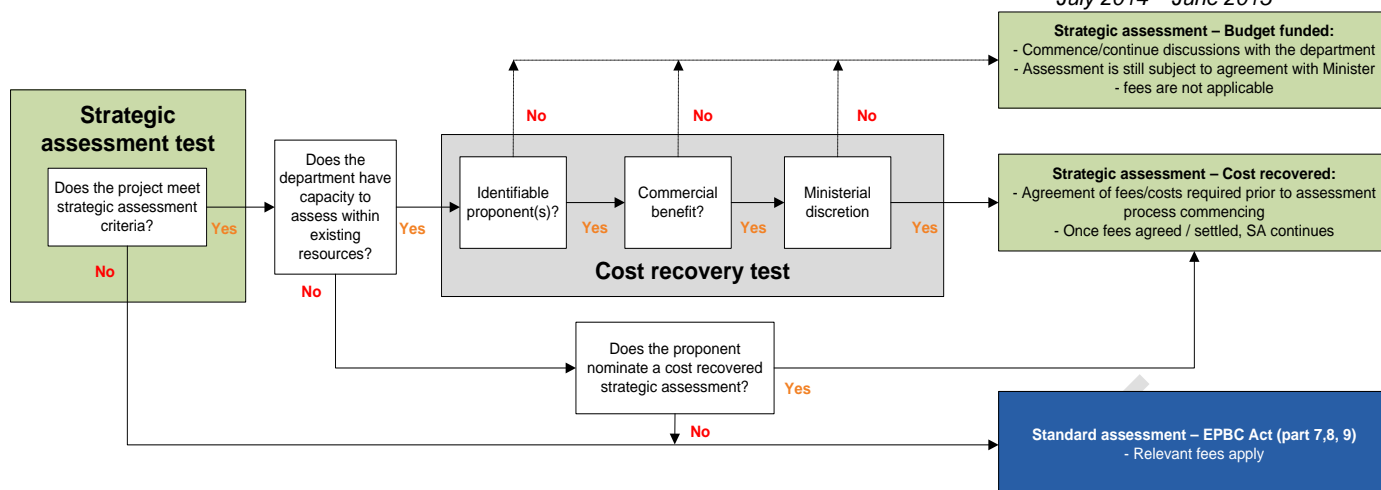 July 2014 – June 2015
Strategic assessment – Budget funded:
- Commence/continue discussions with the department
- Assessment is still subject to agreement with Minister
- fees are not applicable
Strategic
assessment test
Does the project meet
strategic assessment
criteria?
Yes
No
Does the
department have
capacity to
assess within
existing
resources?
Yes
No
No
No
No
Identifiable
proponent(s)?
Yes
Commercial
benefit?
Yes
Ministerial
discretion
Yes
Cost recovery test
Strategic assessment – Cost recovered:
- Agreement of fees/costs required prior to assessment
process commencing
- Once fees agreed / settled, SA continues
Does the proponent
nominate a cost recovered
strategic assessment?
Yes
No
Standard assessment – EPBC Act (part 7,8, 9)
- Relevant fees apply